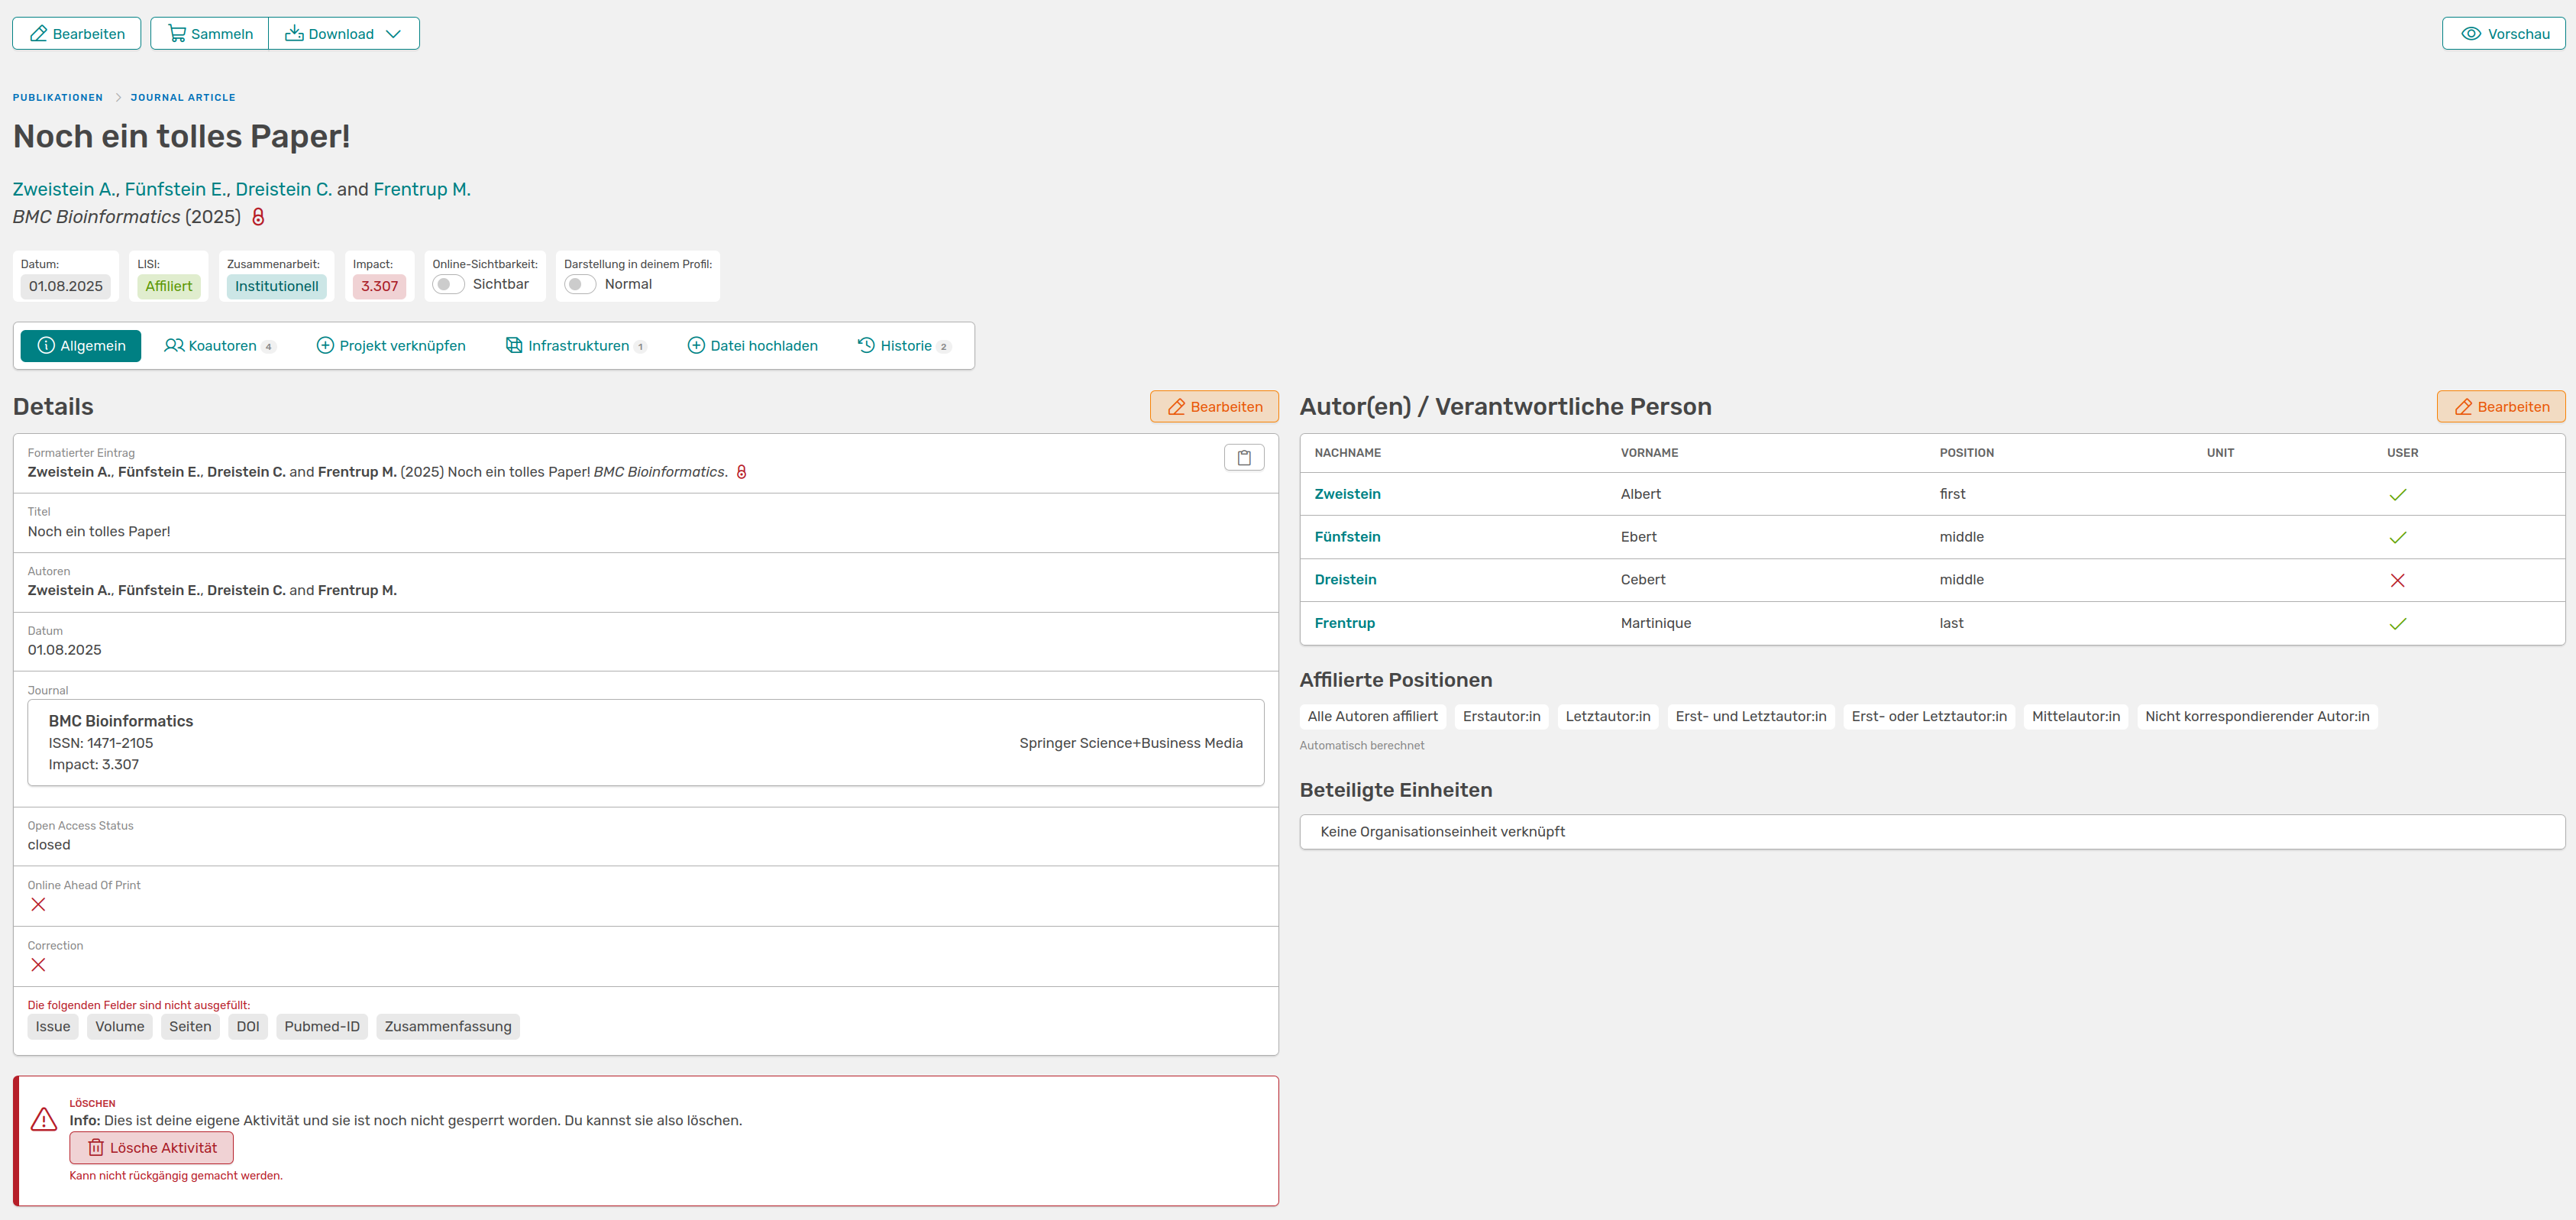 Bearbeiten Sammeln Download Vorschau
PUBLIKATIONEN JOURNAL ARTICLE
Noch ein tolles Paper!
Zweistein A., Fünfstein E., Dreistein C. and Frentrup M.
BMC Bioinformatics (2025)
Datum: LISI: Zusammenarbeit: Impact: Online-Sichtbarkeit: Darstellung in deinem Profil:
01.08.2025 Affiliert Institutionell 3.307 Sichtbar Normal
Allgemein Koautoren 4 Projekt verknüpfen Infrastrukturen 1 Datei hochladen Historie 2
Details Bearbeiten
Formatierter Eintrag
Zweistein A., Fünfstein E., Dreistein C. and Frentrup M. (2025) Noch ein tolles Paper! BMC Bioinformatics.
Titel
Noch ein tolles Paper!
Autoren
Zweistein A., Fünfstein E., Dreistein C. and Frentrup M.
Datum
01.08.2025
Journal
BMC Bioinformatics
ISSN: 1471-2105 Springer Science+Business Media
Impact: 3.307
Open Access Status
closed
Online Ahead Of Print
Correction
Die folgenden Felder sind nicht ausgefüllt:
Issue Volume Seiten DOI Pubmed-ID Zusammenfassung
LÖSCHEN
Info: Dies ist deine eigene Aktivität und sie ist noch nicht gesperrt worden. Du kannst sie also löschen.
Lösche Aktivität
Kann nicht rückgängig gemacht werden.
Autor(en) / Verantwortliche Person Bearbeiten
NACHNAME VORNAME POSITION UNIT USER
Zweistein Albert first
Fünfstein Ebert middle
Dreistein Cebert middle
Frentrup Martinique last
Affilierte Positionen
Alle Autoren affiliert Erstautor:in Letztautor:in Erst- und Letztautor:in Erst- oder Letztautor:in Mittelautor:in Nicht korrespondierender Autor:in
Automatisch berechnet
Beteiligte Einheiten
Keine Organisationseinheit verknüpft